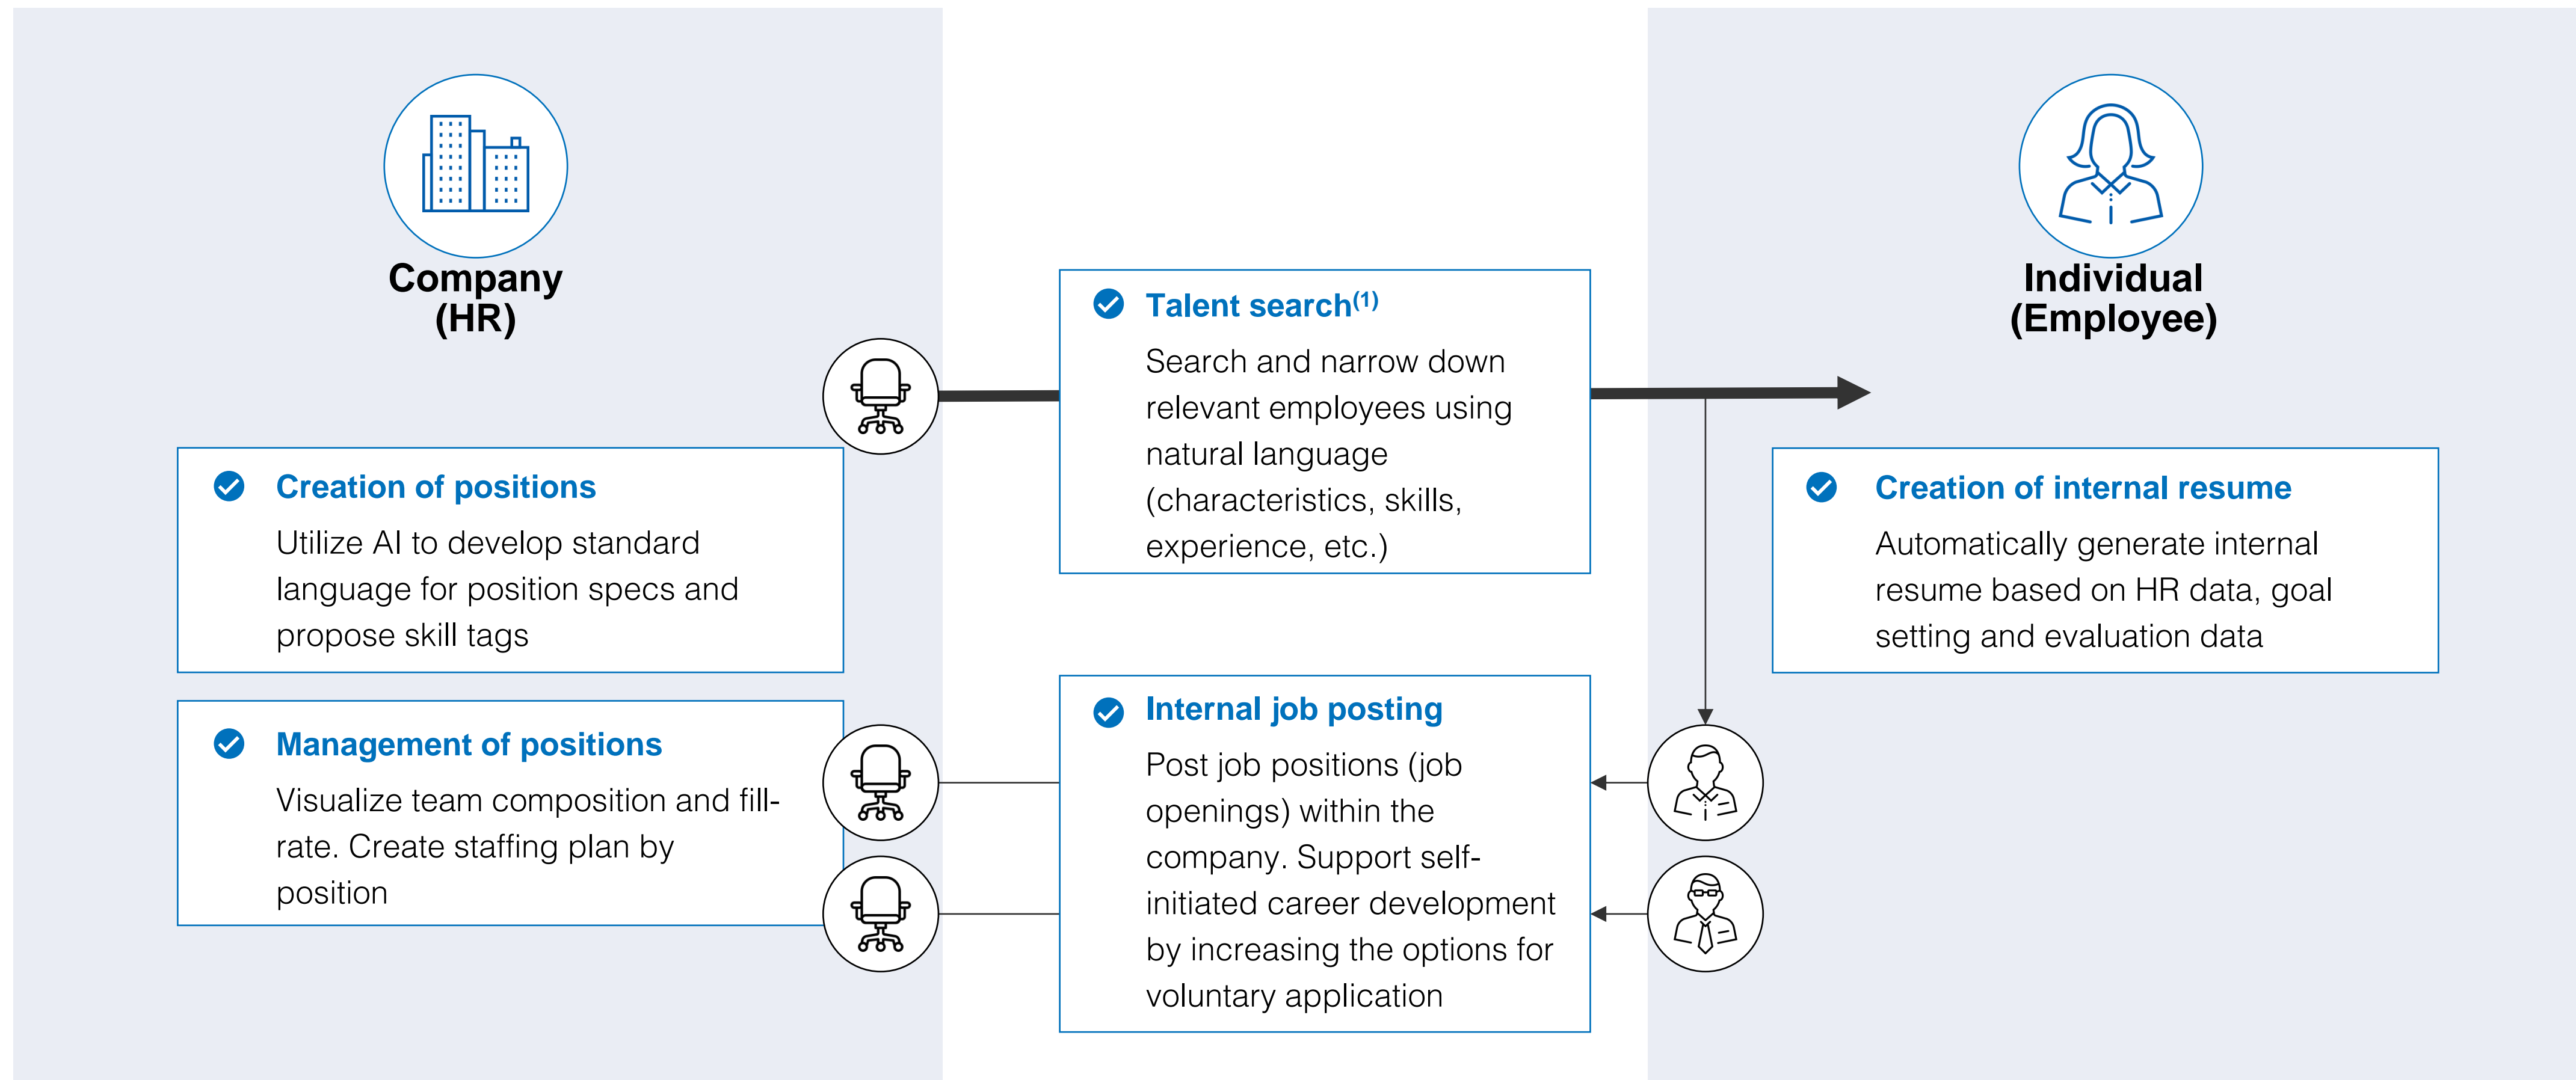 Company
(HR)
Creation of positions
Utilize AI to develop standard
language for position specs and
propose skill tags
Management of positions
Visualize team composition and fill-
rate. Create staffing plan by
position
Talent search(1)
Search and narrow down
relevant employees using
natural language
(characteristics, skills,
experience, etc.)
Internal job posting
Post job positions (job
openings) within the
company. Support self-
initiated career development
by increasing the options for
voluntary application
Individual
(Employee)
Creation of internal resume
Automatically generate internal
resume based on HR data, goal
setting and evaluation data